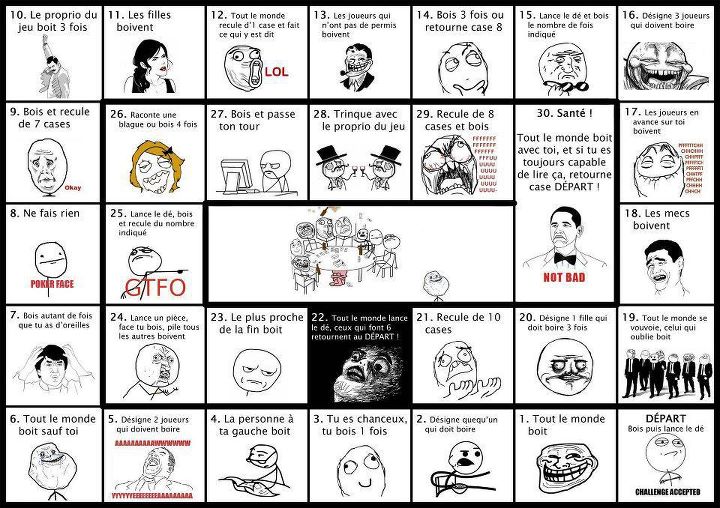 10. Le proprio du
jeu boit 3 fois
11. Les filles
boivent
12. Tout le monde
recule d'1 case et fait
ce qui y est dit
LOL
13. Les joueurs qui
n'ont pas de permis
boivent
14. Bois 3 fois ou
retourne case 8
15. Lance le dé et bois
le nombre de fois
indiqué
16. Désigne 3 joueurs
qui doivent boire
9. Bois et recule
de 7 cases
Okay
26. Raconte une
blague ou bois 4 fois
27. Bois et passe
ton tour
28. Trinque avec
le proprio du jeu
29. Recule de 8
cases et bois
FFFFFFF
FFFFFFF
FFFFFFF
FFFUU
UUUU
UUUU
UUUU
UUUUU
UUUUU-
30. Santé !
Tout le monde boit
avec toi, et si tu es
toujours capable
de lire ça, retourne
case DÉPART !
NOT BAD
17. Les joueurs en
avance sur toi
boivent
8. Ne fais rien
POKER FACE
25. Lance le dé, bois
et recule du nombre
indiqué
GTFO
18. Les mecs
boivent
7. Bois autant de fois
que tu as d'oreilles
24. Lance un pièce,
face tu bois, pile tous
les autres boivent
23. Le plus proche
de la fin boit
22. Tout le monde lance
le dé, ceux qui font 6
retournent au DÉPART !
21. Recule de 10
cases
20. Désigne 1 fille qui
doit boire 3 fois
19. Tout le monde se
vouvoie, celui qui
oublie boit
6. Tout le monde
boit sauf toi
5. Désigne 2 joueurs
qui doivent boire
AAAAAAAAAWWWWWW
YYYYYEEEEEEEAAAAAAAAA
4. La personne à
ta gauche boit
3. Tu es chanceux,
tu bois 1 fois
2. Désigne quequ'un
qui doit boire
1. Tout le monde
boit
DÉPART
Bois puis lance le dé
CHALLENGE ACCEPTED